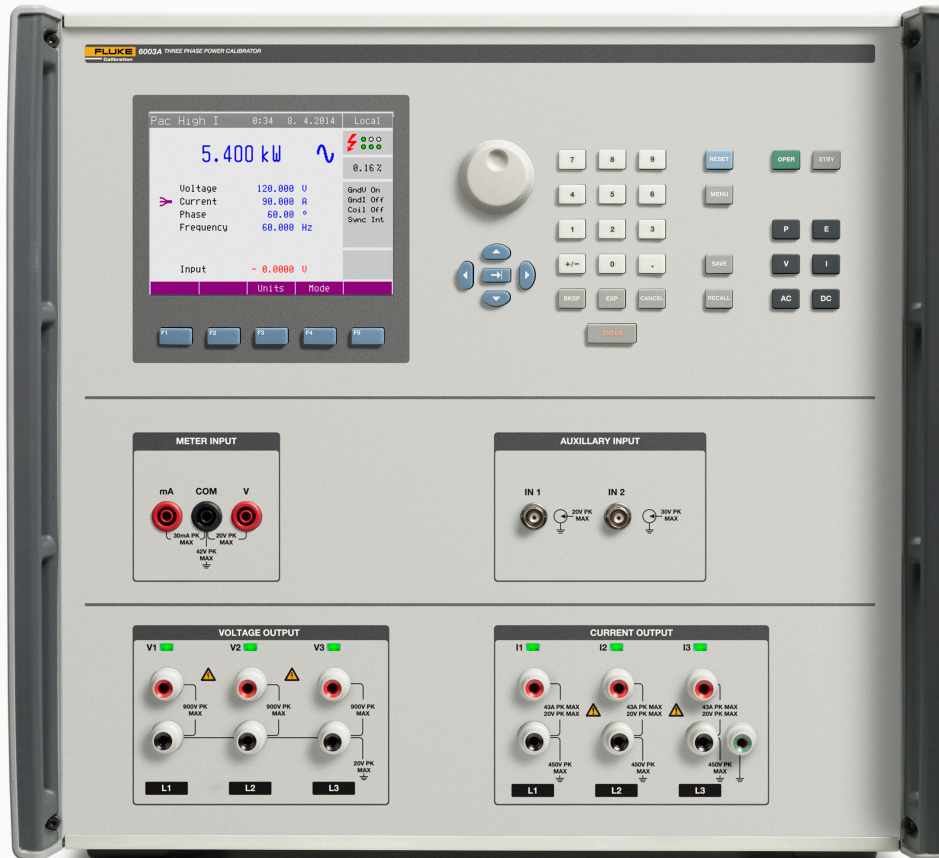 FLUKE 6003A THREE PHASE POWER CALIBRATOR
Calibration
Pac High I 0:34 8. 4.2014 Local
5.400 kW
0.16 %
Voltage 120.000 V
Current 90.000 A
Phase 60.00 °
Frequency 60.000 Hz
GndU On
GndI Off
Coil Off
Sync Int
Input - 0.0000 V
Units Mode
F1 F2 F3 F4 F5
7 8 9 RESET OPER STBY
4 5 6 MENU
1 2 3 P E
+/− 0 . SAVE V I
BKSP EXP CANCEL RECALL AC DC
ENTER
METER INPUT
mA COM V
30mA PK 20V PK
MAX MAX
42V PK
MAX
AUXILLARY INPUT
IN 1 IN 2
20V PK 30V PK
MAX MAX
VOLTAGE OUTPUT
V1 V2 V3
900V PK 900V PK 900V PK
MAX MAX MAX
20V PK
MAX
L1 L2 L3
CURRENT OUTPUT
I1 I2 I3
43A PK MAX 43A PK MAX 43A PK MAX
20V PK MAX 20V PK MAX 20V PK MAX
450V PK 450V PK 450V PK
MAX MAX MAX
L1 L2 L3